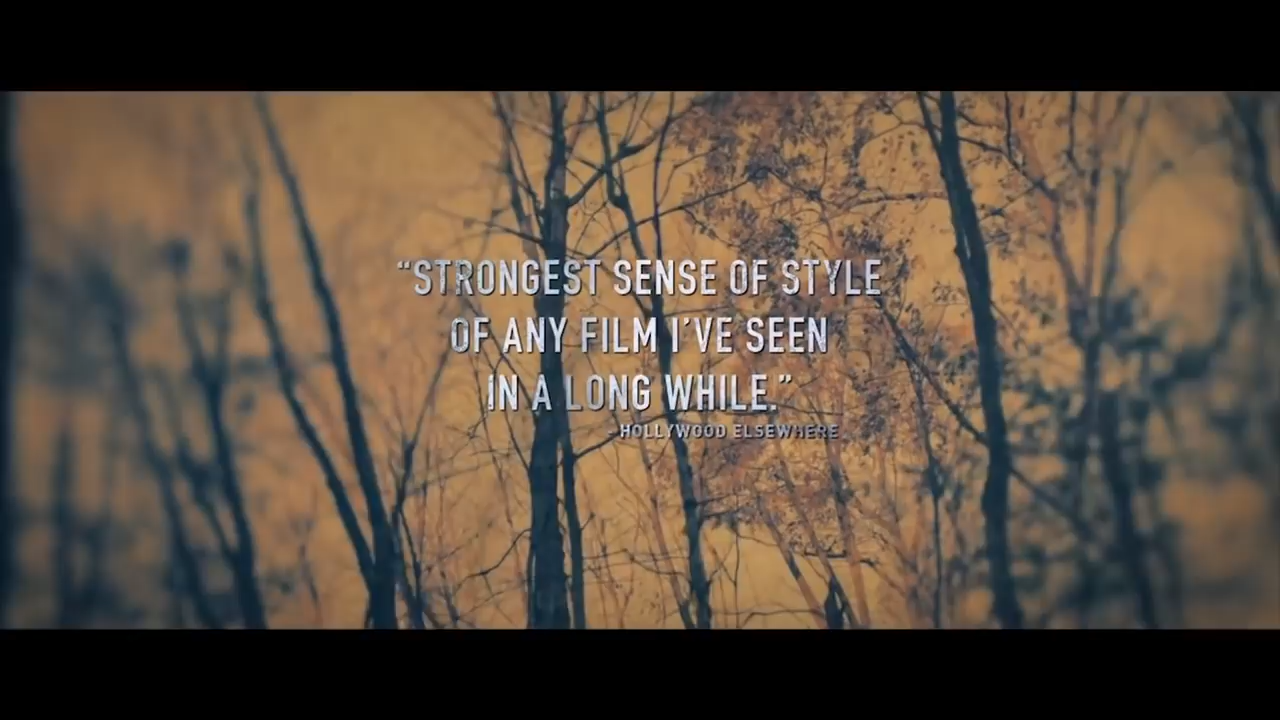 “STRONGEST SENSE OF STYLE
OF ANY FILM I’VE SEEN
IN A LONG WHILE.”
- HOLLYWOOD ELSEWHERE